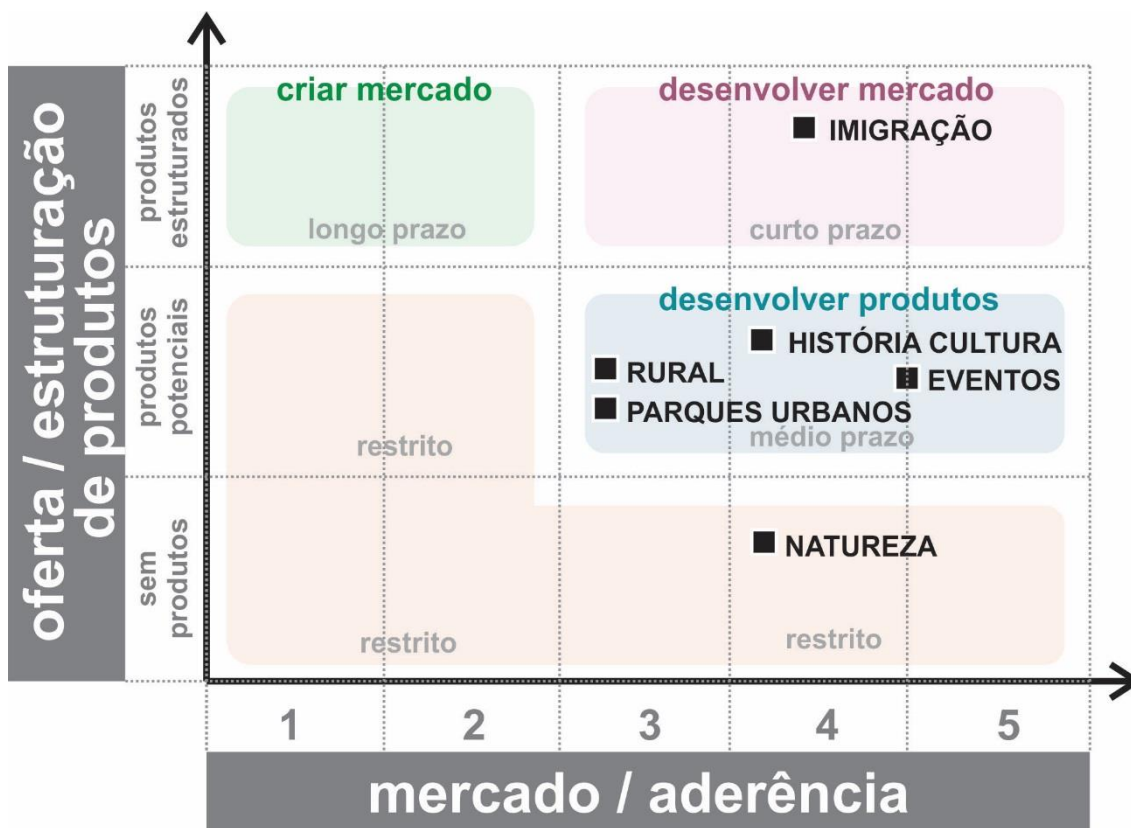 oferta / estruturação
de produtos
produtos
estruturados
produtos
potenciais
sem
produtos
criar mercado
longo prazo
desenvolver mercado
IMIGRAÇÃO
curto prazo
restrito
desenvolver produtos
HISTÓRIA CULTURA
RURAL
EVENTOS
PARQUES URBANOS
médio prazo
NATUREZA
restrito
restrito
1 2 3 4 5
mercado / aderência